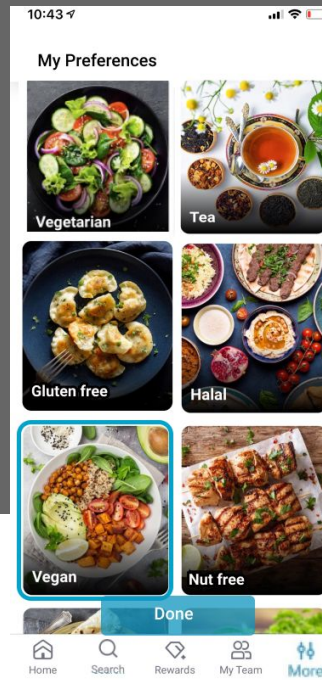 10:43
My Preferences
Vegetarian
Tea
Gluten free
Halal
Vegan
Nut free
Done
Home
Search
Rewards
My Team
More